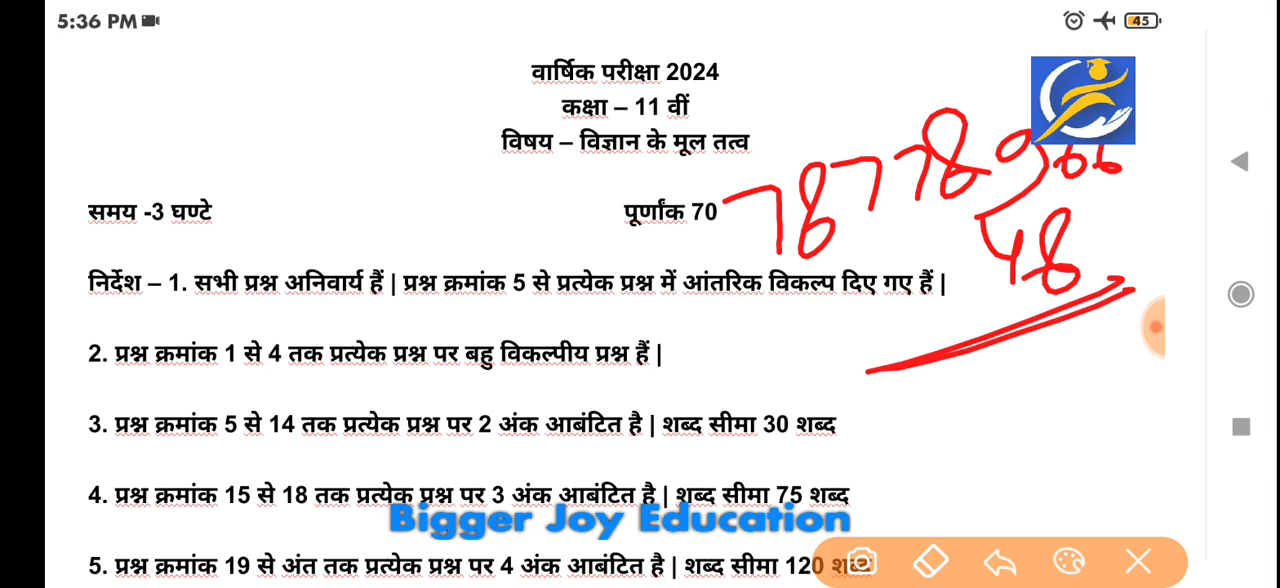 5:36 PM
45
वार्षिक परीक्षा 2024
कक्षा – 11 वीं
विषय – विज्ञान के मूल तत्व
समय -3 घण्टे पूर्णांक 70
787778966
48
निर्देश – 1. सभी प्रश्न अनिवार्य हैं | प्रश्न क्रमांक 5 से प्रत्येक प्रश्न में आंतरिक विकल्प दिए गए हैं |
2. प्रश्न क्रमांक 1 से 4 तक प्रत्येक प्रश्न पर बहु विकल्पीय प्रश्न हैं |
3. प्रश्न क्रमांक 5 से 14 तक प्रत्येक प्रश्न पर 2 अंक आबंटित है | शब्द सीमा 30 शब्द
4. प्रश्न क्रमांक 15 से 18 तक प्रत्येक प्रश्न पर 3 अंक आबंटित है | शब्द सीमा 75 शब्द
Bigger Joy Education
5. प्रश्न क्रमांक 19 से अंत तक प्रत्येक प्रश्न पर 4 अंक आबंटित है | शब्द सीमा 120 शब्द